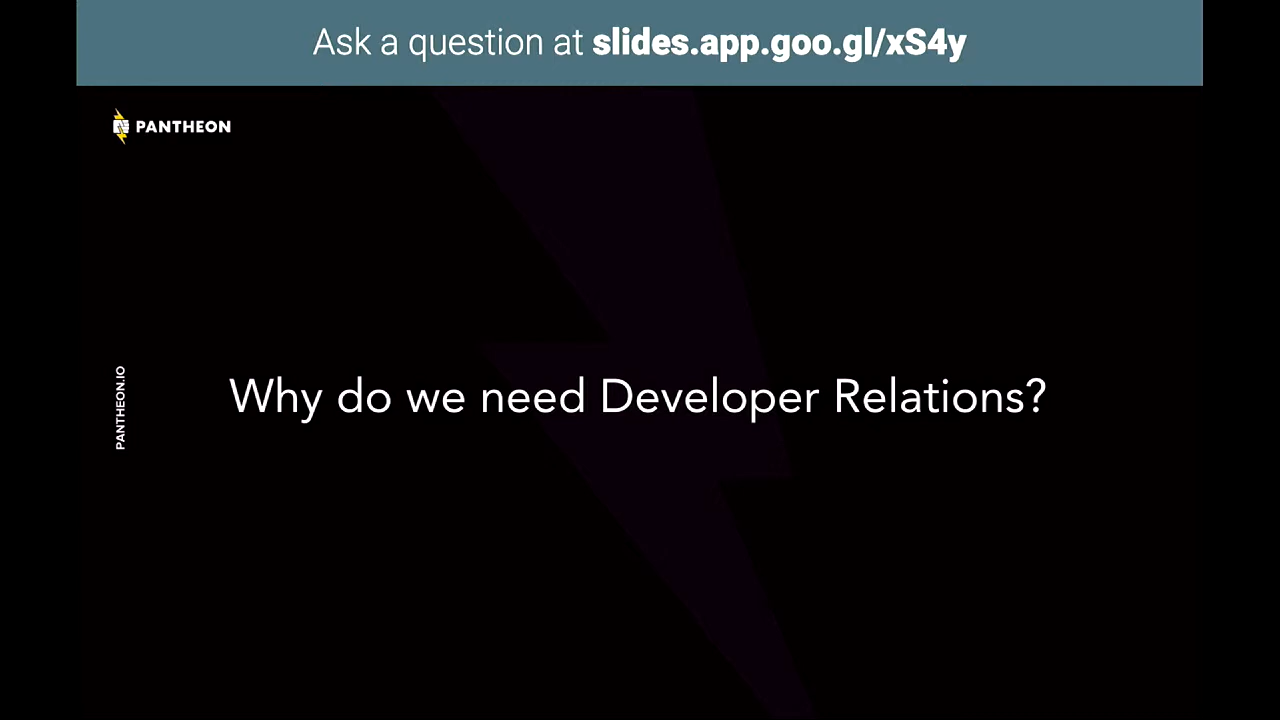 Ask a question at slides.app.goo.gl/xS4y
PANTHEON
PANTHEON.IO
Why do we need Developer Relations?